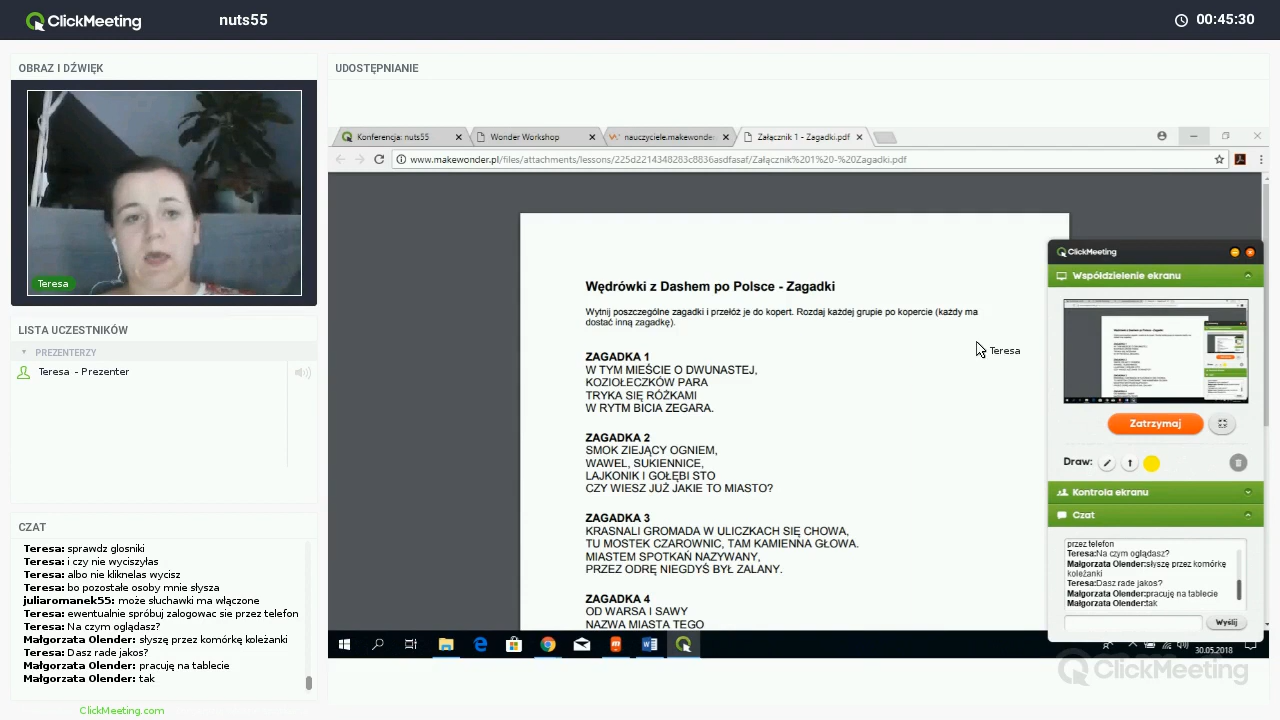 ClickMeeting
nuts55
00:45:30
OBRAZ I DŹWIĘK
UDOSTĘPNIANIE
Teresa
LISTA UCZESTNIKÓW
PREZENTERZY
Teresa - Prezenter
CZAT
Teresa: sprawdz glosniki
Teresa: i czy nie wyciszyłas
Teresa: albo nie kliknelas wycisz
Teresa: bo pozostałe osoby mnie słysza
juliaromanek55: może słuchawki ma włączone
Teresa: ewentualnie spróbuj zalogowac sie przez telefon
Teresa: Na czym oglądasz?
Małgorzata Olender: słyszę przez komórkę koleżanki
Teresa: Dasz rade jakos?
Małgorzata Olender: pracuję na tablecie
Małgorzata Olender: tak
ClickMeeting.com
Konferencja: nuts55
Wonder Workshop
nauczyciele.makewonder
Załącznik 1 - Zagadki.pdf
www.makewonder.pl/files/attachments/lessons/225d2214348283c8836asdfasaf/Załącznik%201%20-%20Zagadki.pdf
Wędrówki z Dashem po Polsce - Zagadki
Wytnij poszczególne zagadki i przełóż je do kopert. Rozdaj każdej grupie po kopercie (każdy ma
dostać inną zagadkę).
ZAGADKA 1
W TYM MIEŚCIE O DWUNASTEJ,
KOZIOŁECZKÓW PARA
TRYKA SIĘ RÓŻKAMI
W RYTM BICIA ZEGARA.
ZAGADKA 2
SMOK ZIEJĄCY OGNIEM,
WAWEL, SUKIENNICE,
LAJKONIK I GOŁĘBI STO
CZY WIESZ JUŻ JAKIE TO MIASTO?
ZAGADKA 3
KRASNALI GROMADA W ULICZKACH SIĘ CHOWA,
TU MOSTEK CZAROWNIC, TAM KAMIENNA GŁOWA.
MIASTEM SPOTKAŃ NAZYWANY,
PRZEZ ODRĘ NIEGDYŚ BYŁ ZALANY.
ZAGADKA 4
OD WARSA I SAWY
NAZWA MIASTA TEGO
Teresa
ClickMeeting
Współdzielenie ekranu
Zatrzymaj
Draw:
Kontrola ekranu
Czat
przez telefon
Teresa:Na czym oglądasz?
Małgorzata Olender:słyszę przez komórkę
koleżanki
Teresa:Dasz rade jakos?
Małgorzata Olender:pracuję na tablecie
Małgorzata Olender:tak
Wyślij
30.05.2018
ClickMeeting